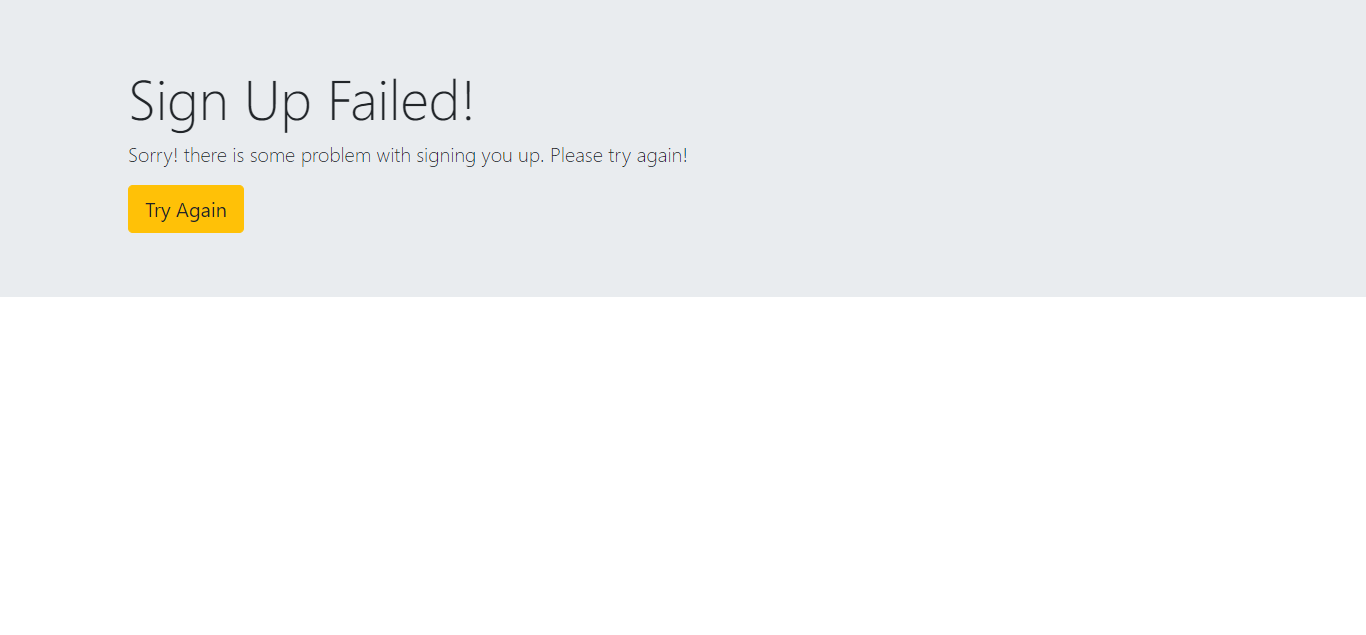 Sign Up Failed!
Sorry! there is some problem with signing you up. Please try again!
Try Again